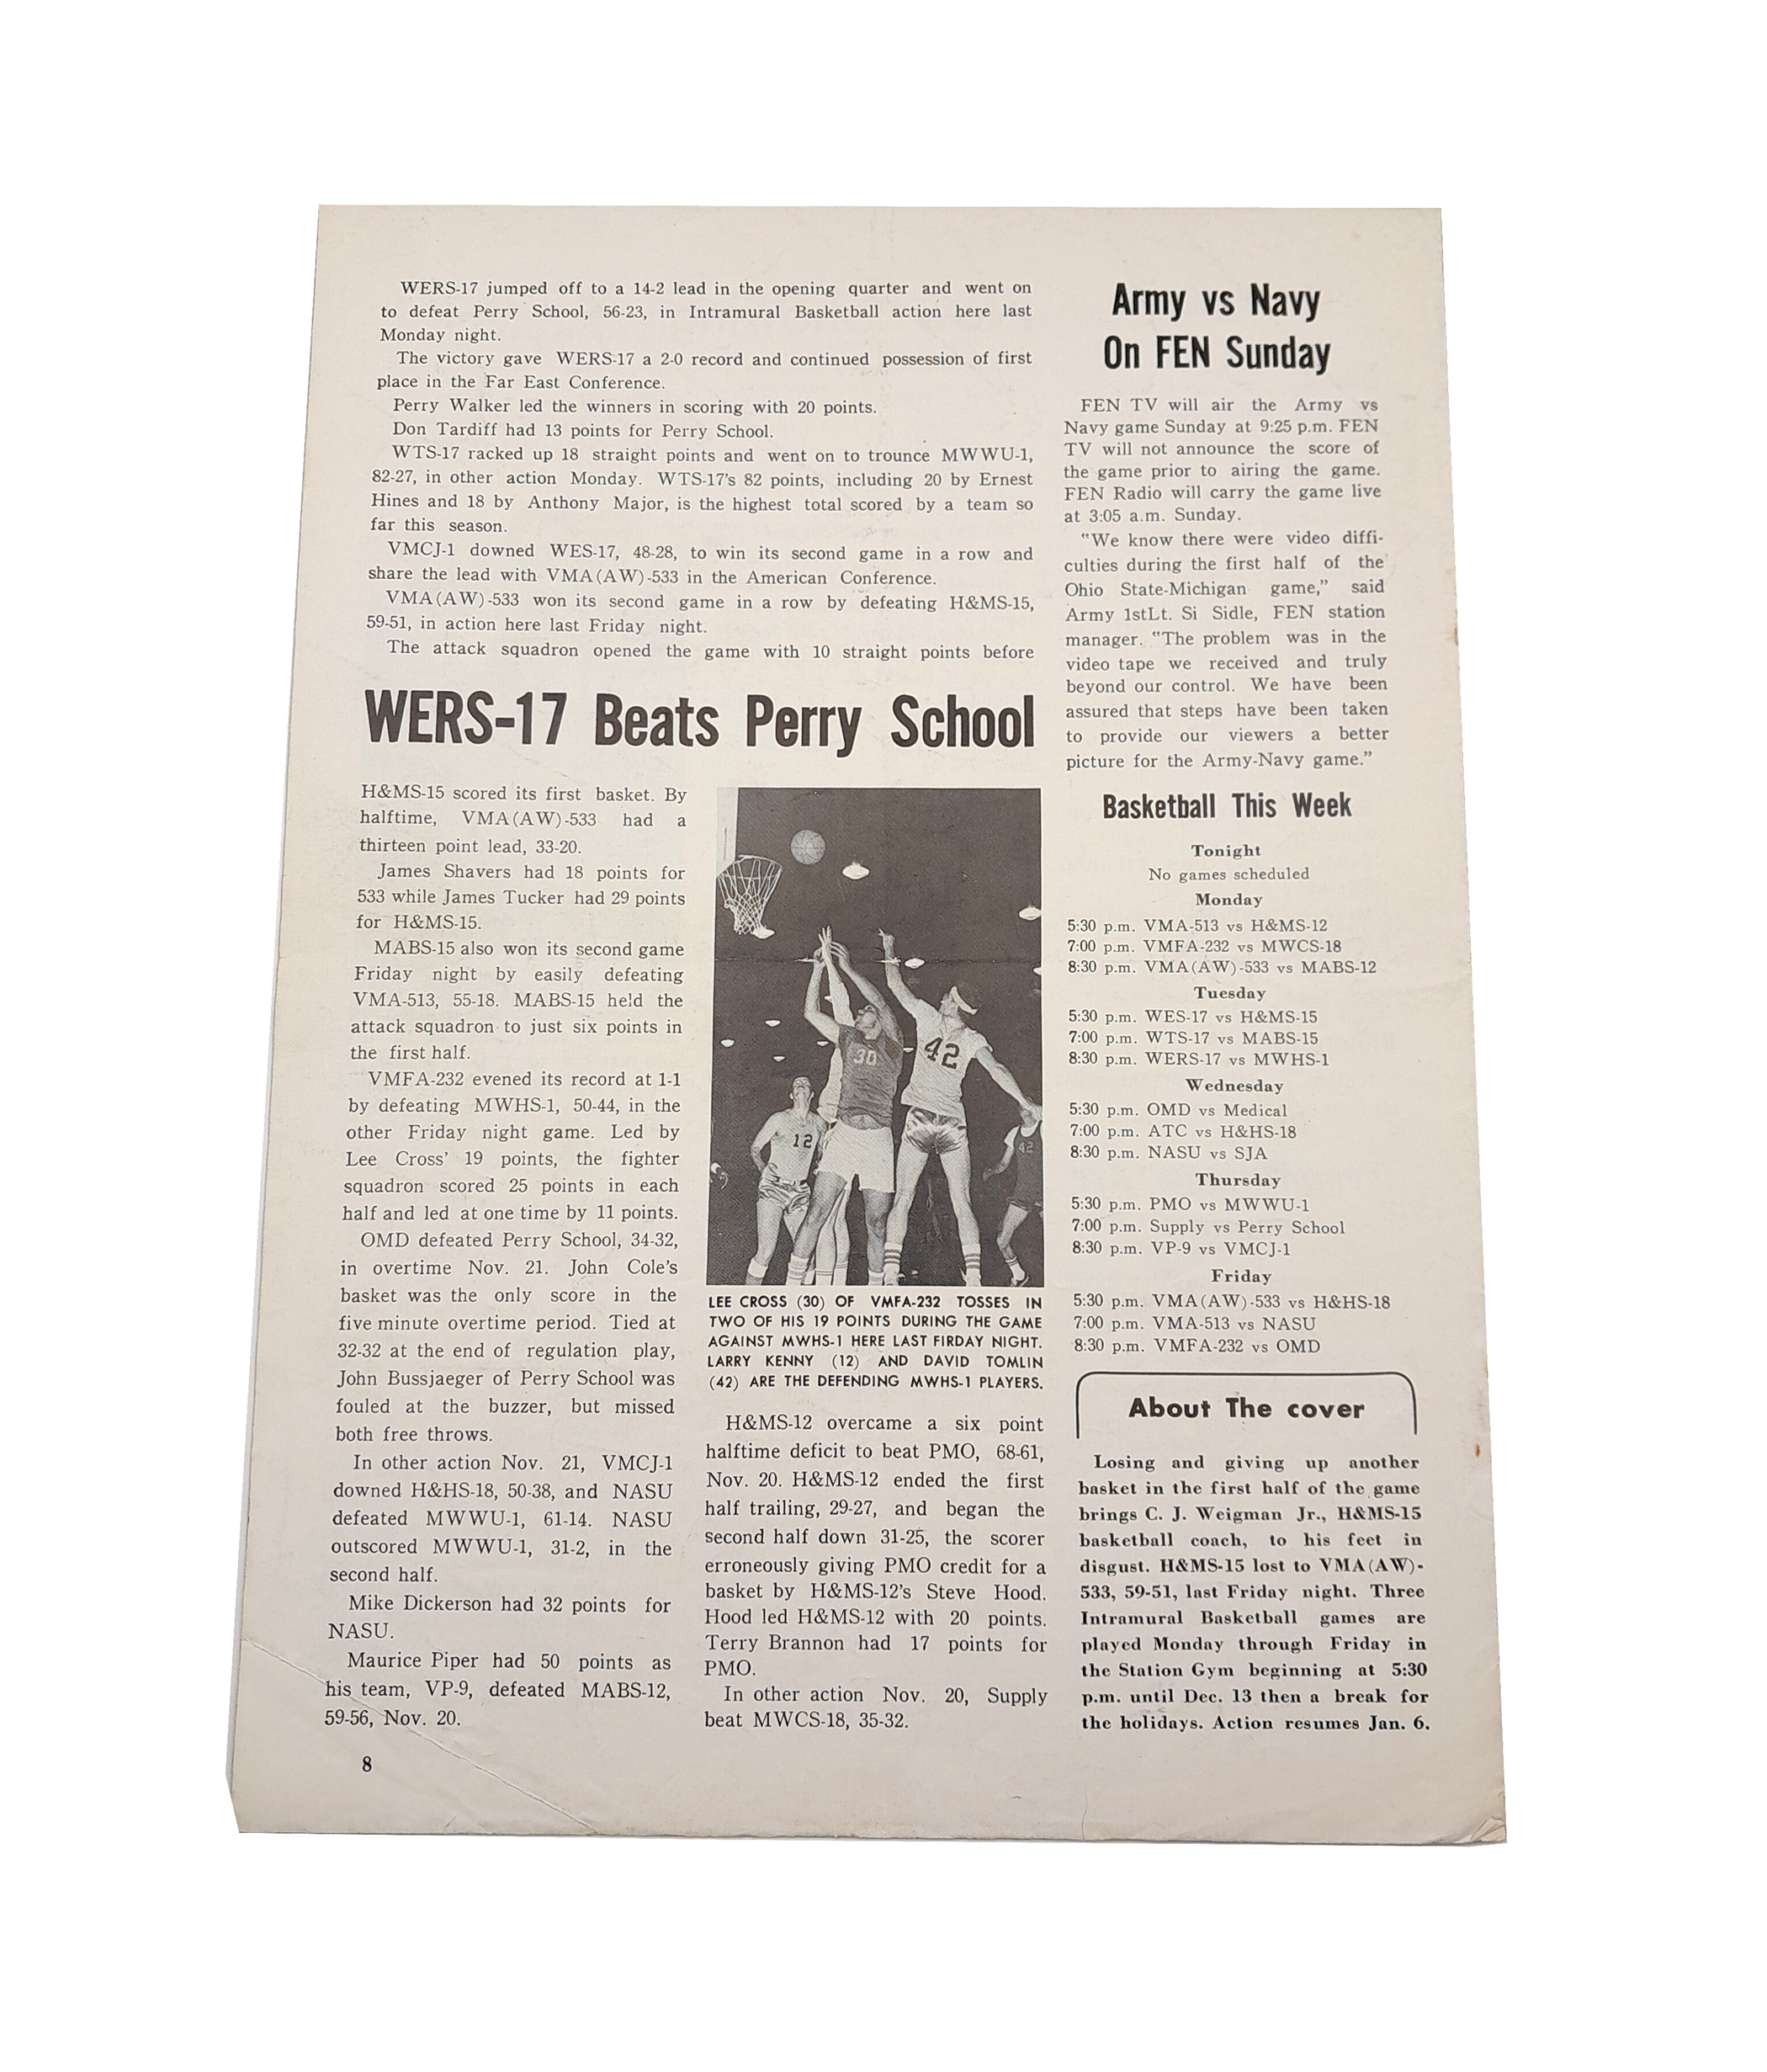 WERS-17 jumped off to a 14-2 lead in the opening quarter and went on
to defeat Perry School, 56-23, in Intramural Basketball action here last
Monday night.
The victory gave WERS-17 a 2-0 record and continued possession of first
place in the Far East Conference.
Perry Walker led the winners in scoring with 20 points.
Don Tardiff had 13 points for Perry School.
WTS-17 racked up 18 straight points and went on to trounce MWWU-1,
82-27, in other action Monday. WTS-17's 82 points, including 20 by Ernest
Hines and 18 by Anthony Major, is the highest total scored by a team so
far this season.
VMCJ-1 downed WES-17, 48-28, to win its second game in a row and
share the lead with VMA(AW)-533 in the American Conference.
VMA(AW)-533 won its second game in a row by defeating H&MS-15,
59-51, in action here last Friday night.
The attack squadron opened the game with 10 straight points before
WERS-17 Beats Perry School
H&MS-15 scored its first basket. By
halftime, VMA(AW)-533 had a
thirteen point lead, 33-20.
James Shavers had 18 points for
533 while James Tucker had 29 points
for H&MS-15.
MABS-15 also won its second game
Friday night by easily defeating
VMA-513, 55-18. MABS-15 held the
attack squadron to just six points in
the first half.
VMFA-232 evened its record at 1-1
by defeating MWHS-1, 50-44, in the
other Friday night game. Led by
Lee Cross' 19 points, the fighter
squadron scored 25 points in each
half and led at one time by 11 points.
OMD defeated Perry School, 34-32,
in overtime Nov. 21. John Cole's
basket was the only score in the
five minute overtime period. Tied at
32-32 at the end of regulation play,
John Bussjaeger of Perry School was
fouled at the buzzer, but missed
both free throws.
In other action Nov. 21, VMCJ-1
downed H&HS-18, 50-38, and NASU
defeated MWWU-1, 61-14. NASU
outscored MWWU-1, 31-2, in the
second half.
Mike Dickerson had 32 points for
NASU.
Maurice Piper had 50 points as
his team, VP-9, defeated MABS-12,
59-56, Nov. 20.
8
30
42
12
42
LEE CROSS (30) OF VMFA-232 TOSSES IN
TWO OF HIS 19 POINTS DURING THE GAME
AGAINST MWHS-1 HERE LAST FIRDAY NIGHT.
LARRY KENNY (12) AND DAVID TOMLIN
(42) ARE THE DEFENDING MWHS-1 PLAYERS.
H&MS-12 overcame a six point
halftime deficit to beat PMO, 68-61,
Nov. 20. H&MS-12 ended the first
half trailing, 29-27, and began the
second half down 31-25, the scorer
erroneously giving PMO credit for a
basket by H&MS-12's Steve Hood.
Hood led H&MS-12 with 20 points.
Terry Brannon had 17 points for
PMO.
In other action Nov. 20, Supply
beat MWCS-18, 35-32.
Army vs Navy
On FEN Sunday
FEN TV will air the Army vs
Navy game Sunday at 9:25 p.m. FEN
TV will not announce the score of
the game prior to airing the game.
FEN Radio will carry the game live
at 3:05 a.m. Sunday.
"We know there were video diffi-
culties during the first half of the
Ohio State-Michigan game," said
Army 1stLt. Si Sidle, FEN station
manager. "The problem was in the
video tape we received and truly
beyond our control. We have been
assured that steps have been taken
to provide our viewers a better
picture for the Army-Navy game."
Basketball This Week
Tonight
No games scheduled
Monday
5:30 p.m. VMA-513 vs H&MS-12
7:00 p.m. VMFA-232 vs MWCS-18
8:30 p.m. VMA(AW)-533 vs MABS-12
Tuesday
5:30 p.m. WES-17 vs H&MS-15
7:00 p.m. WTS-17 vs MABS-15
8:30 p.m. WERS-17 vs MWHS-1
Wednesday
5:30 p.m. OMD vs Medical
7:00 p.m. ATC vs H&HS-18
8:30 p.m. NASU vs SJA
Thursday
5:30 p.m. PMO vs MWWU-1
7:00 p.m. Supply vs Perry School
8:30 p.m. VP-9 vs VMCJ-1
Friday
5:30 p.m. VMA(AW)-533 vs H&HS-18
7:00 p.m. VMA-513 vs NASU
8:30 p.m. VMFA-232 vs OMD
About The cover
Losing and giving up another
basket in the first half of the game
brings C. J. Weigman Jr., H&MS-15
basketball coach, to his feet in
disgust. H&MS-15 lost to VMA(AW)-
533, 59-51, last Friday night. Three
Intramural Basketball games are
played Monday through Friday in
the Station Gym beginning at 5:30
p.m. until Dec. 13 then a break for
the holidays. Action resumes Jan. 6.